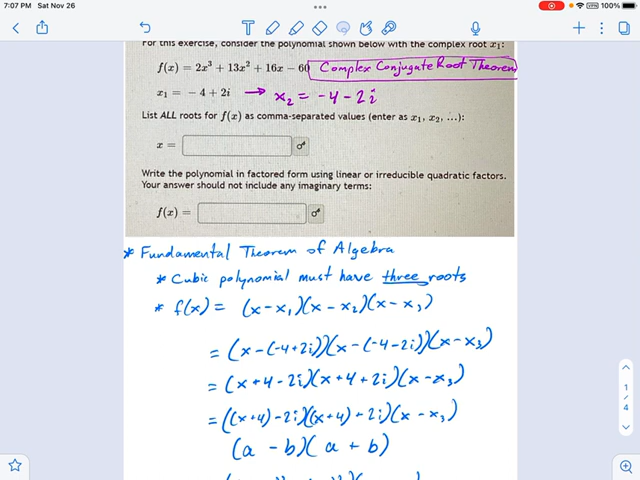 7:07 PM Sat Nov 26
100%
For this exercise, consider the polynomial shown below with the complex root x₁:
f(x) = 2x³ + 13x² + 16x − 60
Complex Conjugate Root Theorem
x₁ = − 4 + 2i → x₂ = −4 − 2i
List ALL roots for f(x) as comma-separated values (enter as x₁, x₂, ...):
x =
Write the polynomial in factored form using linear or irreducible quadratic factors.
Your answer should not include any imaginary terms:
f(x) =
* Fundamental Theorem of Algebra
* Cubic polynomial must have three roots
* f(x) = (x − x₁)(x − x₂)(x − x₃)
= (x − (−4 + 2i))(x − (−4 − 2i))(x − x₃)
= (x + 4 − 2i)(x + 4 + 2i)(x − x₃)
= ((x+4) − 2i)((x+4) + 2i)(x − x₃)
(a − b)(a + b)
1
/
4